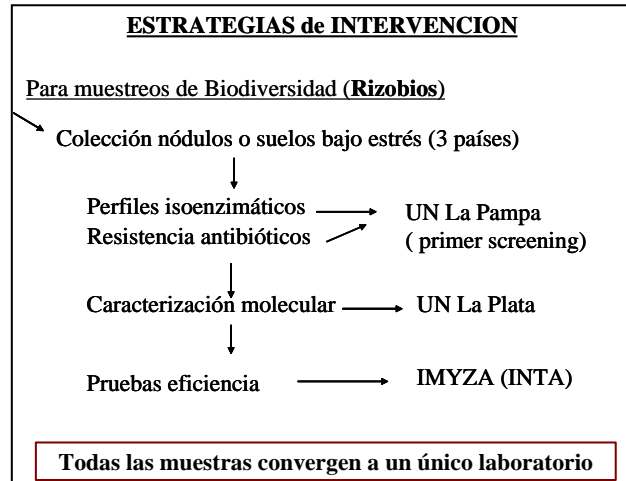 ESTRATEGIAS de INTERVENCION
Para muestreos de Biodiversidad (Rizobios)
Colección nódulos o suelos bajo estrés (3 países)
Perfiles isoenzimáticos
Resistencia antibióticos
UN La Pampa
( primer screening)
Caracterización molecular
UN La Plata
Pruebas eficiencia
IMYZA (INTA)
Todas las muestras convergen a un único laboratorio